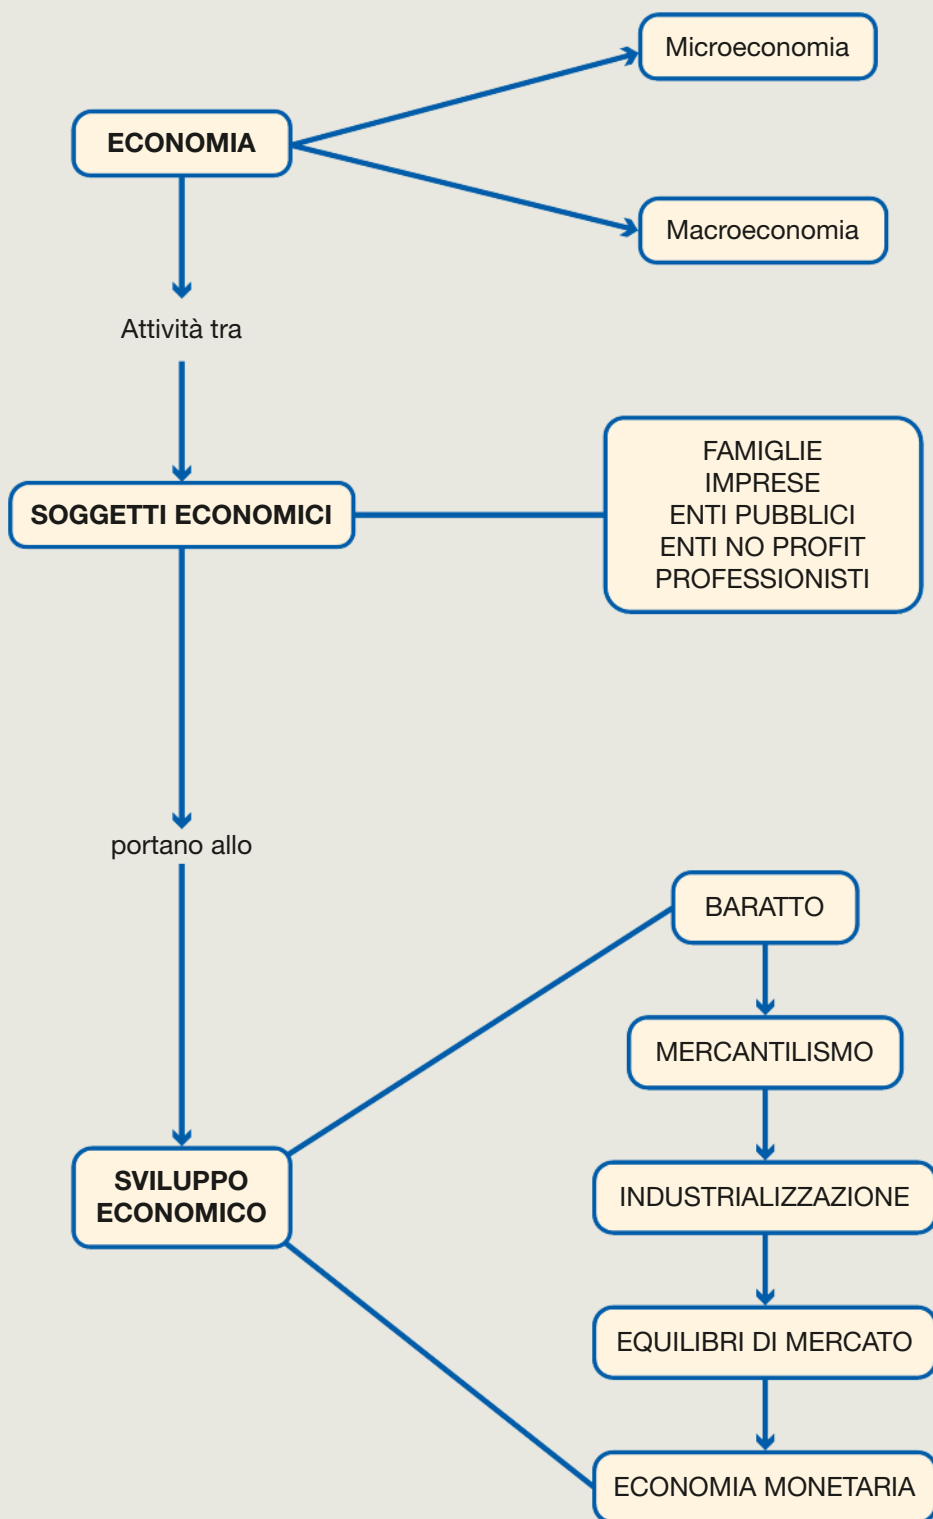 Microeconomia
ECONOMIA
Macroeconomia
Attività tra
SOGGETTI ECONOMICI
FAMIGLIE
IMPRESE
ENTI PUBBLICI
ENTI NO PROFIT
PROFESSIONISTI
portano allo
SVILUPPO
ECONOMICO
BARATTO
MERCANTILISMO
INDUSTRIALIZZAZIONE
EQUILIBRI DI MERCATO
ECONOMIA MONETARIA